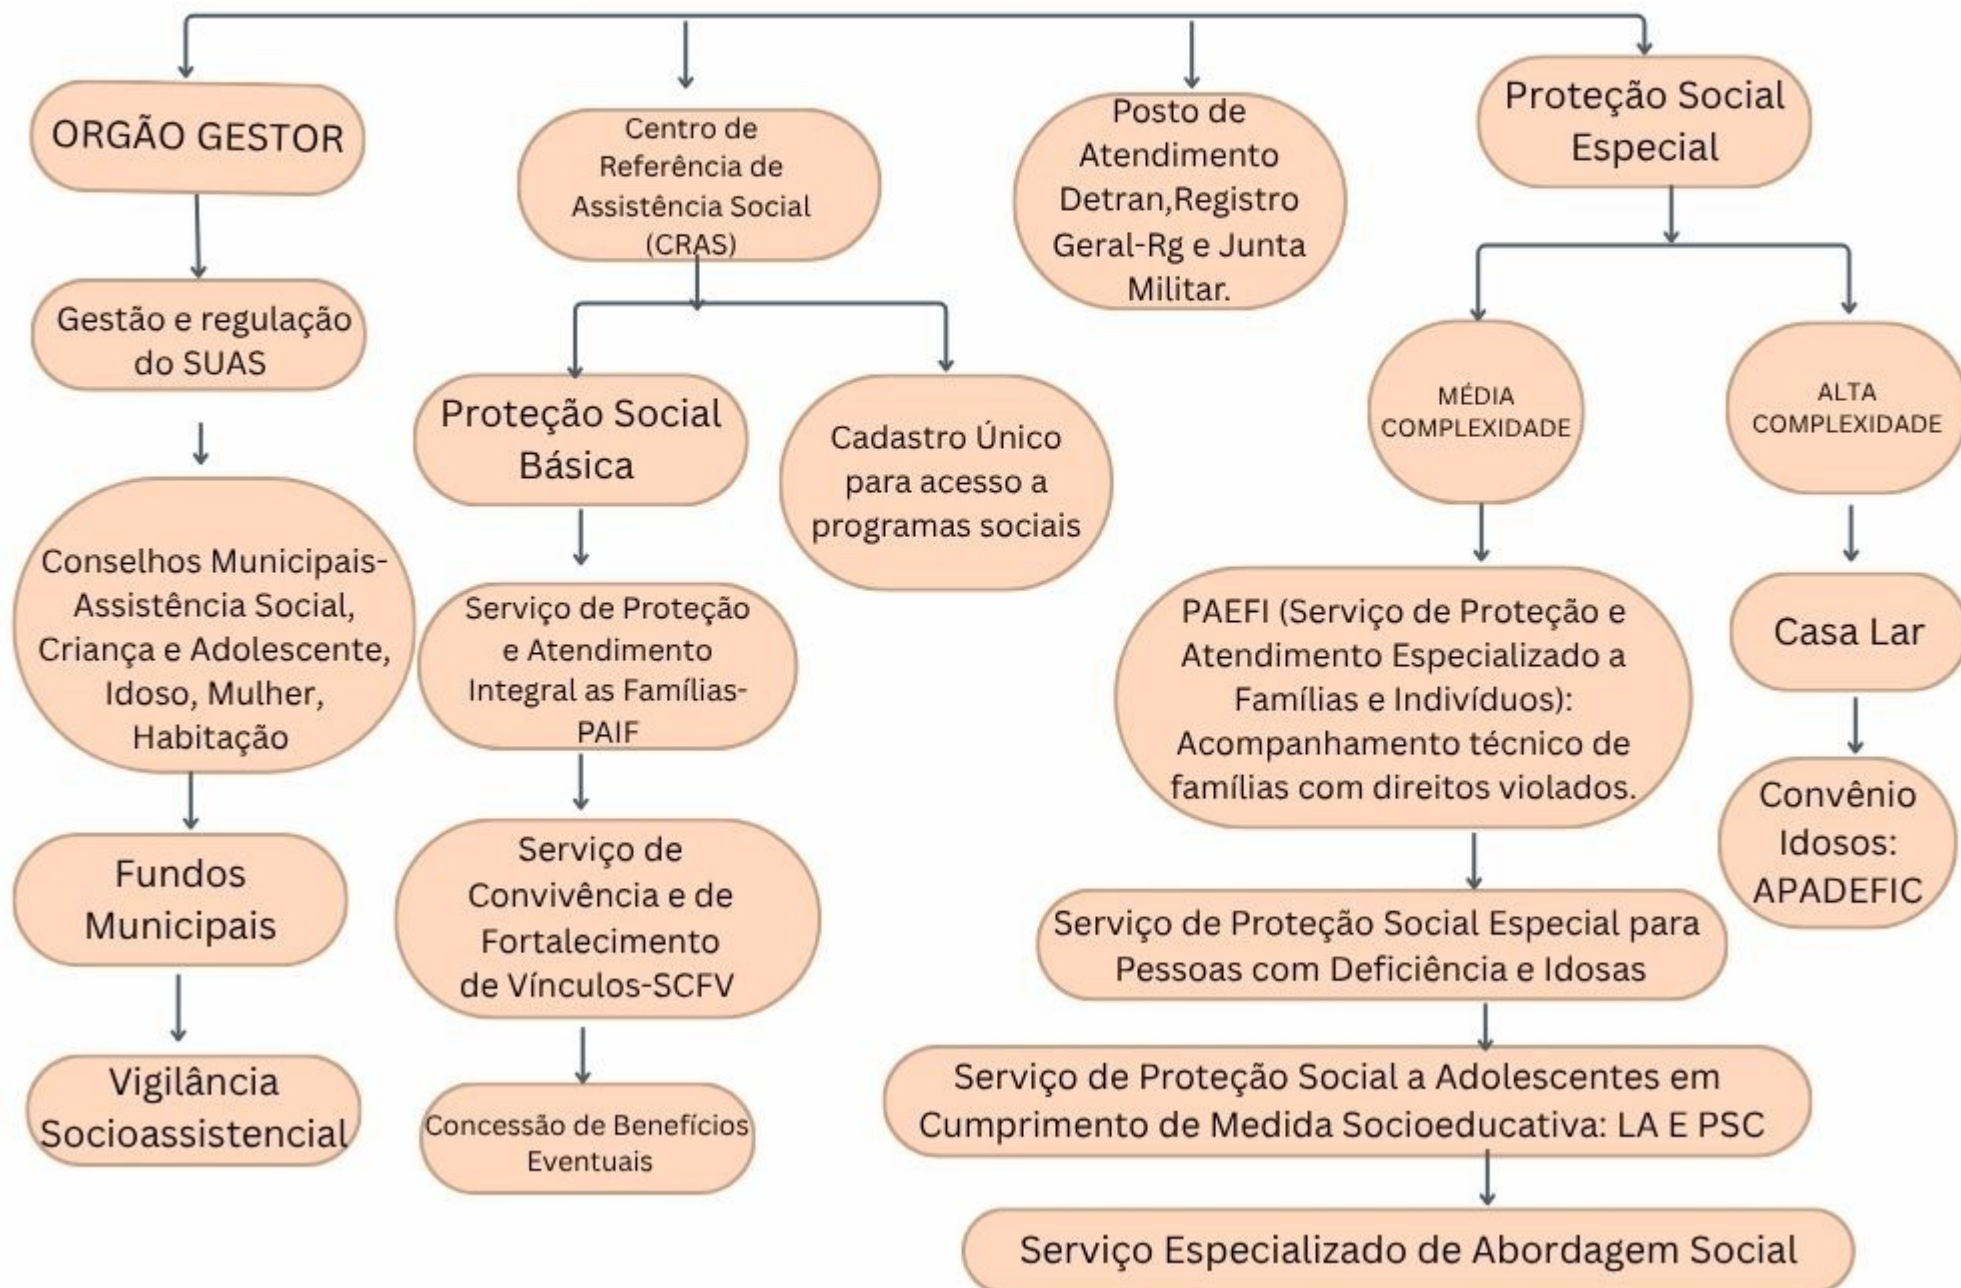 ORGÃO GESTOR
Gestão e regulação
do SUAS
Conselhos Municipais-
Assistência Social,
Criança e Adolescente,
Idoso, Mulher,
Habitação
Fundos
Municipais
Vigilância
Socioassistencial
Centro de
Referência de
Assistência Social
(CRAS)
Proteção Social
Básica
Serviço de Proteção
e Atendimento
Integral as Famílias-
PAIF
Serviço de
Convivência e de
Fortalecimento
de Vínculos-SCFV
Concessão de Benefícios
Eventuais
Cadastro Único
para acesso a
programas sociais
Posto de
Atendimento
Detran,Registro
Geral-Rg e Junta
Militar.
Proteção Social
Especial
MÉDIA
COMPLEXIDADE
PAEFI (Serviço de Proteção e
Atendimento Especializado a
Famílias e Indivíduos):
Acompanhamento técnico de
famílias com direitos violados.
Serviço de Proteção Social Especial para
Pessoas com Deficiência e Idosas
Serviço de Proteção Social a Adolescentes em
Cumprimento de Medida Socioeducativa: LA E PSC
Serviço Especializado de Abordagem Social
ALTA
COMPLEXIDADE
Casa Lar
Convênio
Idosos:
APADEFIC